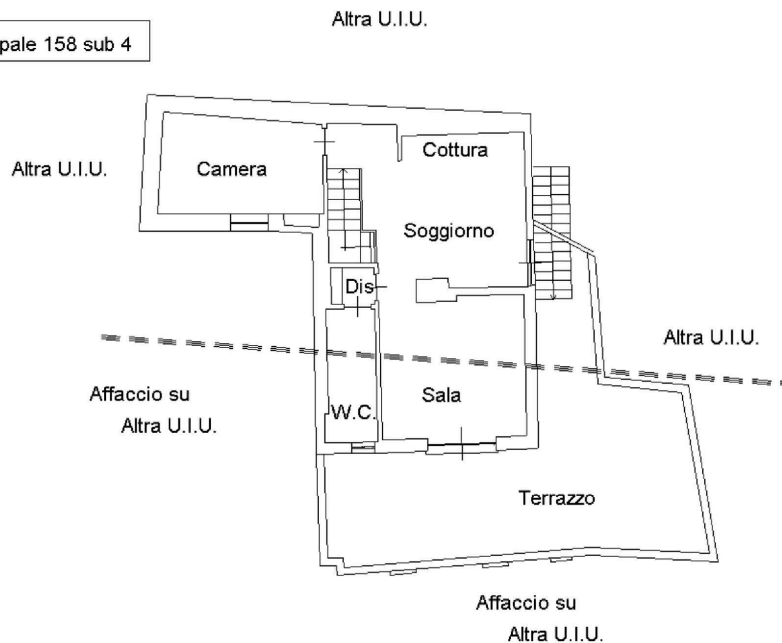 Altra U.I.U.
pale 158 sub 4
Altra U.I.U.
Camera
Cottura
Soggiorno
Dis
Altra U.I.U.
Affaccio su
Altra U.I.U.
W.C.
Sala
Terrazzo
Affaccio su
Altra U.I.U.